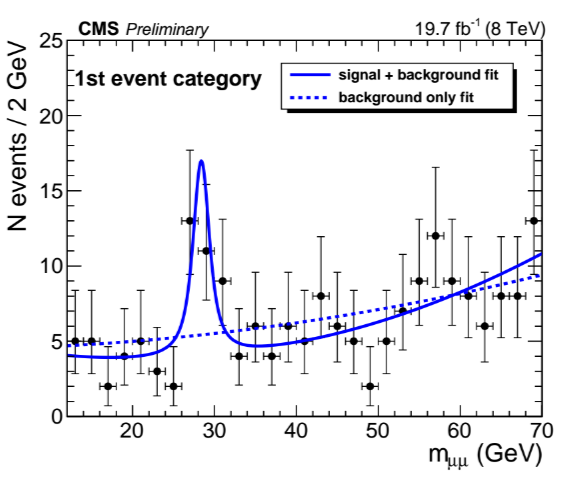 CMS Preliminary 19.7 fb⁻¹ (8 TeV)
1st event category
signal + background fit
background only fit
N events / 2 GeV
25
20
15
10
5
0
20 30 40 50 60 70
m_μμ (GeV)